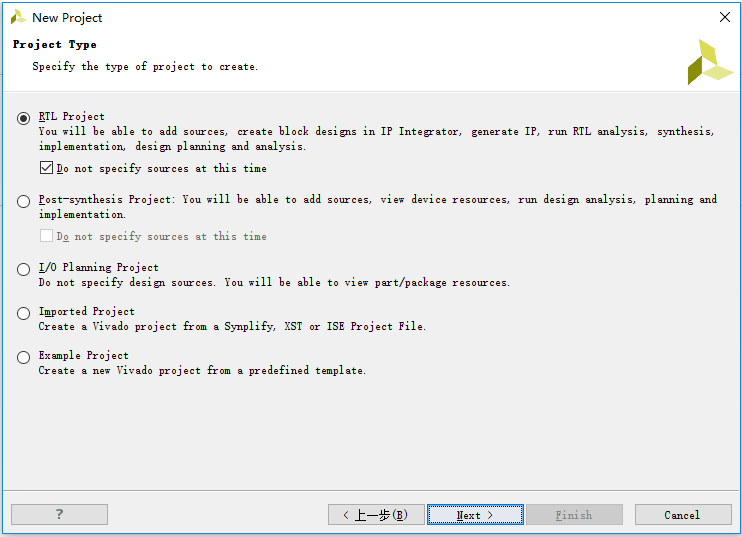 New Project
Project Type
Specify the type of project to create.
RTL Project
You will be able to add sources, create block designs in IP Integrator, generate IP, run RTL analysis, synthesis,
implementation, design planning and analysis.
Do not specify sources at this time
Post-synthesis Project: You will be able to add sources, view device resources, run design analysis, planning and
implementation.
Do not specify sources at this time
I/O Planning Project
Do not specify design sources. You will be able to view part/package resources.
Imported Project
Create a Vivado project from a Synplify, XST or ISE Project File.
Example Project
Create a new Vivado project from a predefined template.
? < 上一步(B) Next > Finish Cancel